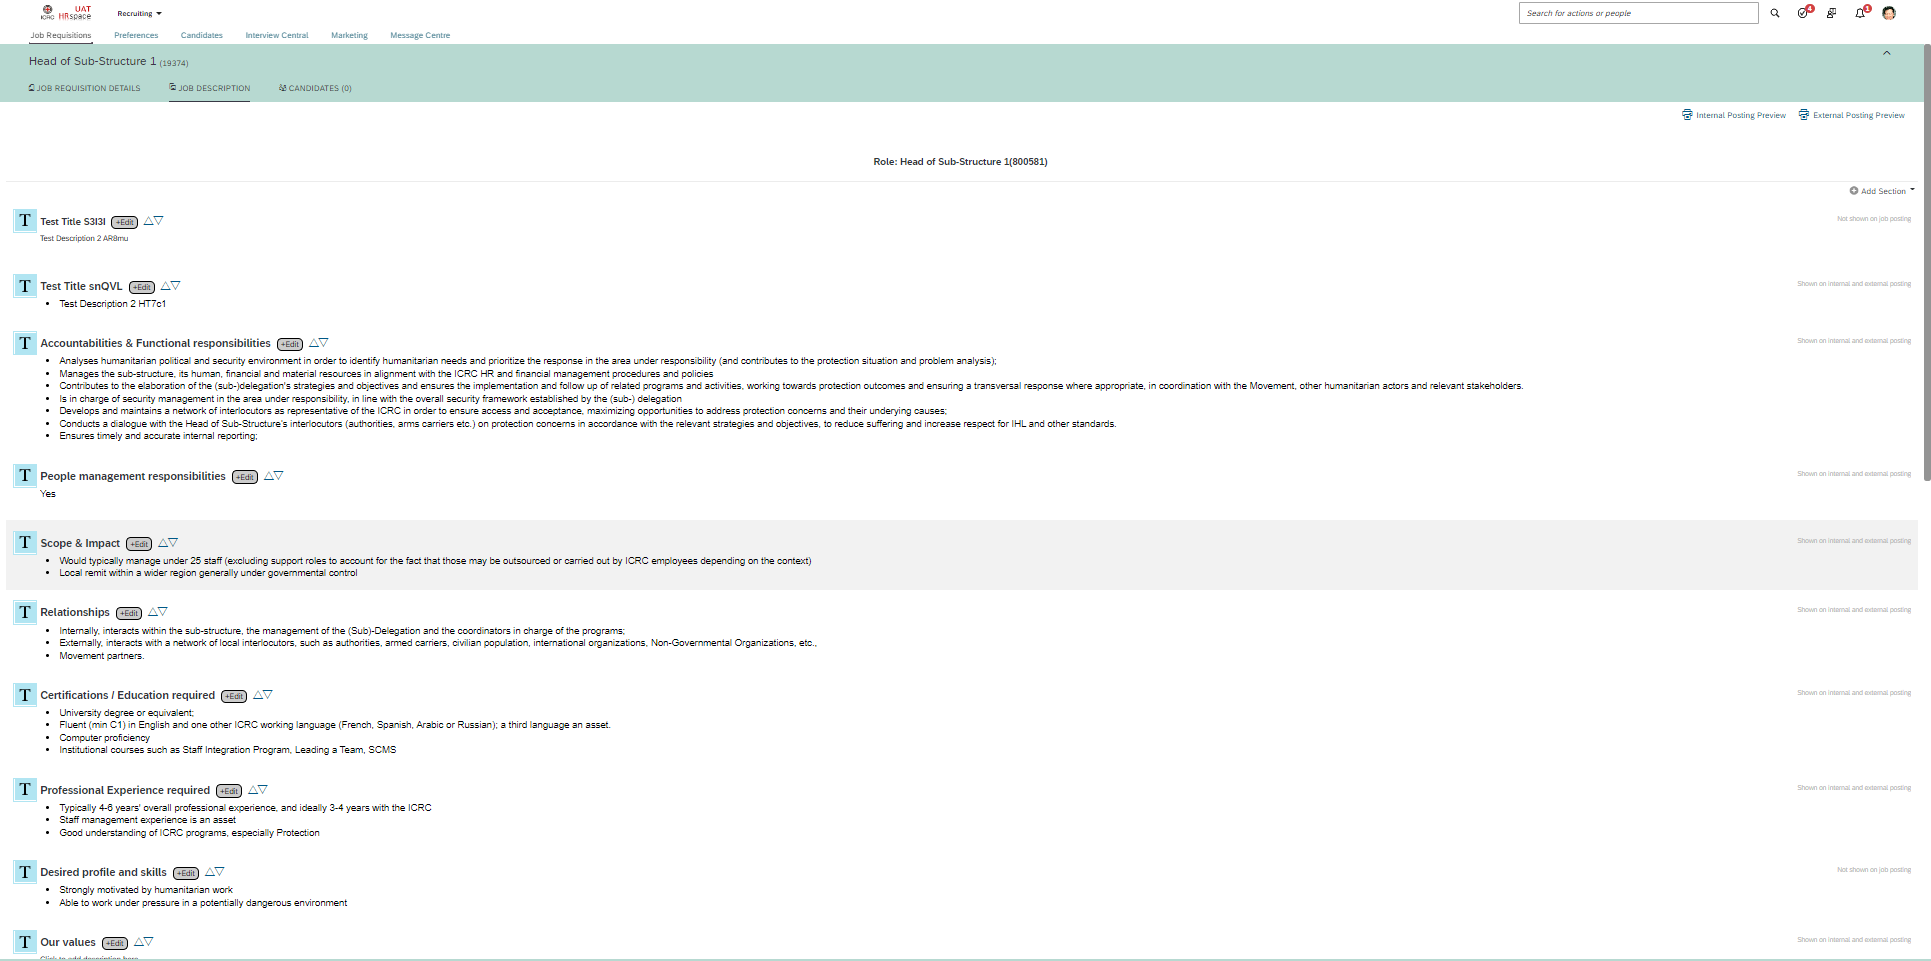 ICRC UAT HRspace Recruiting
Search for actions or people
4
1
Job Requisitions Preferences Candidates Interview Central Marketing Message Centre
Head of Sub-Structure 1 (19374)
JOB REQUISITION DETAILS JOB DESCRIPTION CANDIDATES (0)
Internal Posting Preview External Posting Preview
Role: Head of Sub-Structure 1(800581)
Add Section
T Test Title S3I3I +Edit Not shown on job posting
Test Description 2 AR8mu
T Test Title snQVL +Edit Shown on internal and external posting
• Test Description 2 HT7c1
T Accountabilities & Functional responsibilities +Edit Shown on internal and external posting
• Analyses humanitarian political and security environment in order to identify humanitarian needs and prioritize the response in the area under responsibility (and contributes to the protection situation and problem analysis);
• Manages the sub-structure, its human, financial and material resources in alignment with the ICRC HR and financial management procedures and policies
• Contributes to the elaboration of the (sub-)delegation's strategies and objectives and ensures the implementation and follow up of related programs and activities, working towards protection outcomes and ensuring a transversal response where appropriate, in coordination with the Movement, other humanitarian actors and relevant stakeholders.
• Is in charge of security management in the area under responsibility, in line with the overall security framework established by the (sub-) delegation
• Develops and maintains a network of interlocutors as representative of the ICRC in order to ensure access and acceptance, maximizing opportunities to address protection concerns and their underlying causes;
• Conducts a dialogue with the Head of Sub-Structure's interlocutors (authorities, arms carriers etc.) on protection concerns in accordance with the relevant strategies and objectives, to reduce suffering and increase respect for IHL and other standards.
• Ensures timely and accurate internal reporting;
T People management responsibilities +Edit Shown on internal and external posting
Yes
T Scope & Impact +Edit Shown on internal and external posting
• Would typically manage under 25 staff (excluding support roles to account for the fact that those may be outsourced or carried out by ICRC employees depending on the context)
• Local remit within a wider region generally under governmental control
T Relationships +Edit Shown on internal and external posting
• Internally, interacts within the sub-structure, the management of the (Sub)-Delegation and the coordinators in charge of the programs;
• Externally, interacts with a network of local interlocutors, such as authorities, armed carriers, civilian population, international organizations, Non-Governmental Organizations, etc.,
• Movement partners.
T Certifications / Education required +Edit Shown on internal and external posting
• University degree or equivalent;
• Fluent (min C1) in English and one other ICRC working language (French, Spanish, Arabic or Russian); a third language an asset.
• Computer proficiency
• Institutional courses such as Staff Integration Program, Leading a Team, SCMS
T Professional Experience required +Edit Shown on internal and external posting
• Typically 4-6 years' overall professional experience, and ideally 3-4 years with the ICRC
• Staff management experience is an asset
• Good understanding of ICRC programs, especially Protection
T Desired profile and skills +Edit Not shown on job posting
• Strongly motivated by humanitarian work
• Able to work under pressure in a potentially dangerous environment
T Our values +Edit Shown on internal and external posting
Click to add description here